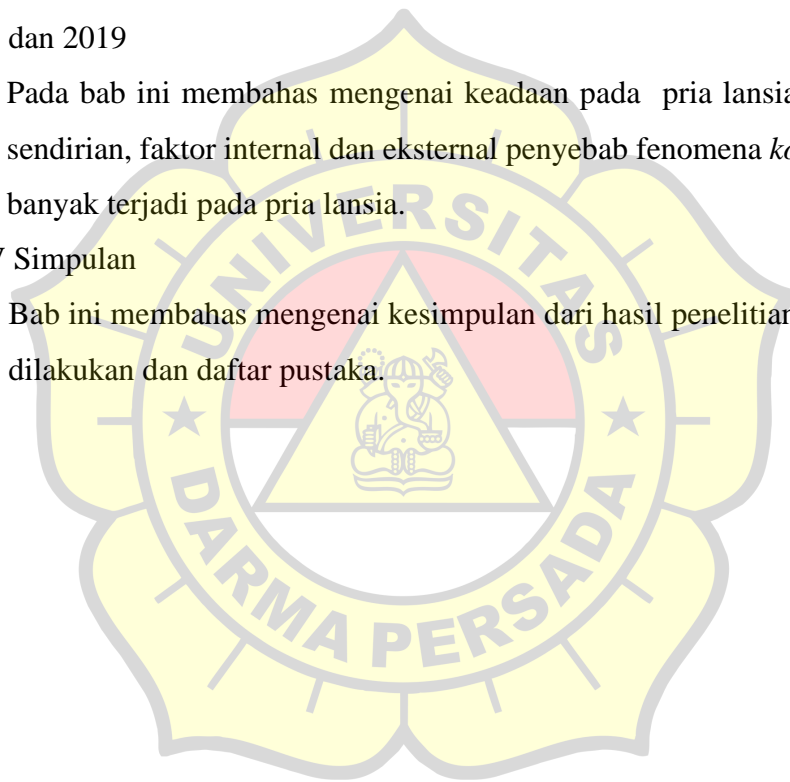 dan 2019
Pada bab ini membahas mengenai keadaan pada pria lansia
sendirian, faktor internal dan eksternal penyebab fenomena
banyak terjadi pada pria lansia.
Simpulan
Bab ini membahas mengenai kesimpulan dari hasil penelitian
dilakukan dan daftar pustaka.
UNIVERSITAS
DARMA PERSADA